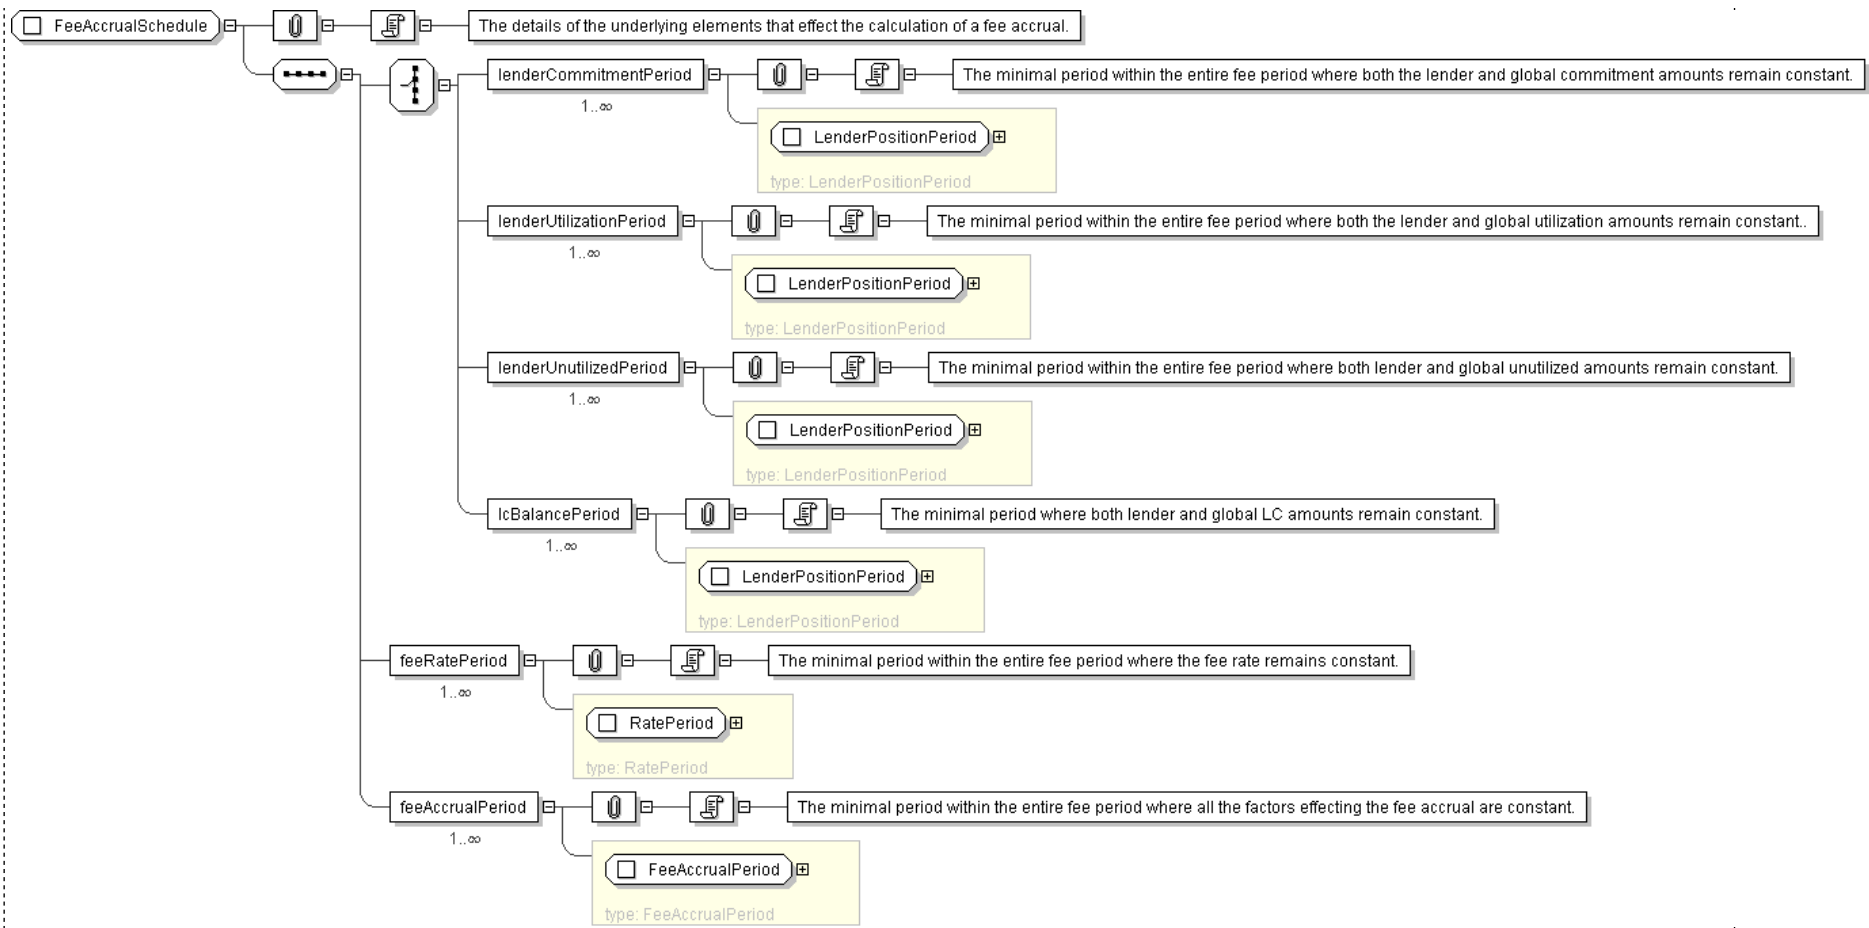 FeeAccrualSchedule
The details of the underlying elements that effect the calculation of a fee accrual.
lenderCommitmentPeriod
The minimal period within the entire fee period where both the lender and global commitment amounts remain constant.
1..∞
LenderPositionPeriod
type: LenderPositionPeriod
lenderUtilizationPeriod
The minimal period within the entire fee period where both the lender and global utilization amounts remain constant..
1..∞
LenderPositionPeriod
type: LenderPositionPeriod
lenderUnutilizedPeriod
The minimal period within the entire fee period where both lender and global unutilized amounts remain constant.
1..∞
LenderPositionPeriod
type: LenderPositionPeriod
lcBalancePeriod
The minimal period where both lender and global LC amounts remain constant.
1..∞
LenderPositionPeriod
type: LenderPositionPeriod
feeRatePeriod
The minimal period within the entire fee period where the fee rate remains constant.
1..∞
RatePeriod
type: RatePeriod
feeAccrualPeriod
The minimal period within the entire fee period where all the factors effecting the fee accrual are constant.
1..∞
FeeAccrualPeriod
type: FeeAccrualPeriod